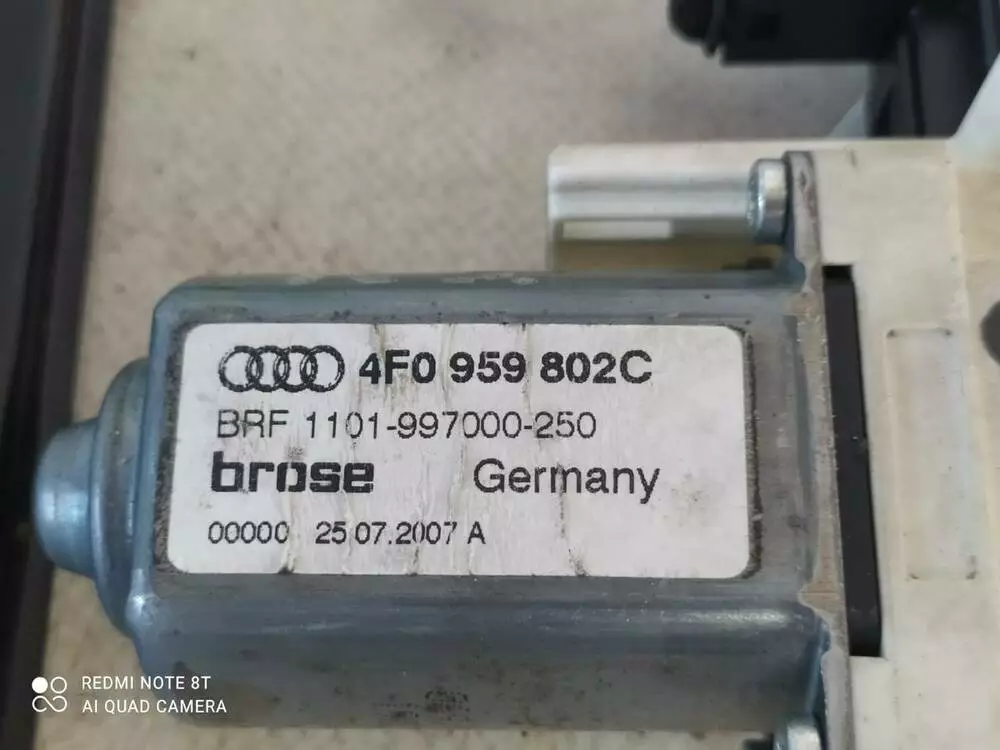 4F0 959 802C
BRF 1101-997000-250
brose Germany
00000 25 07.2007 A
REDMI NOTE 8T
AI QUAD CAMERA